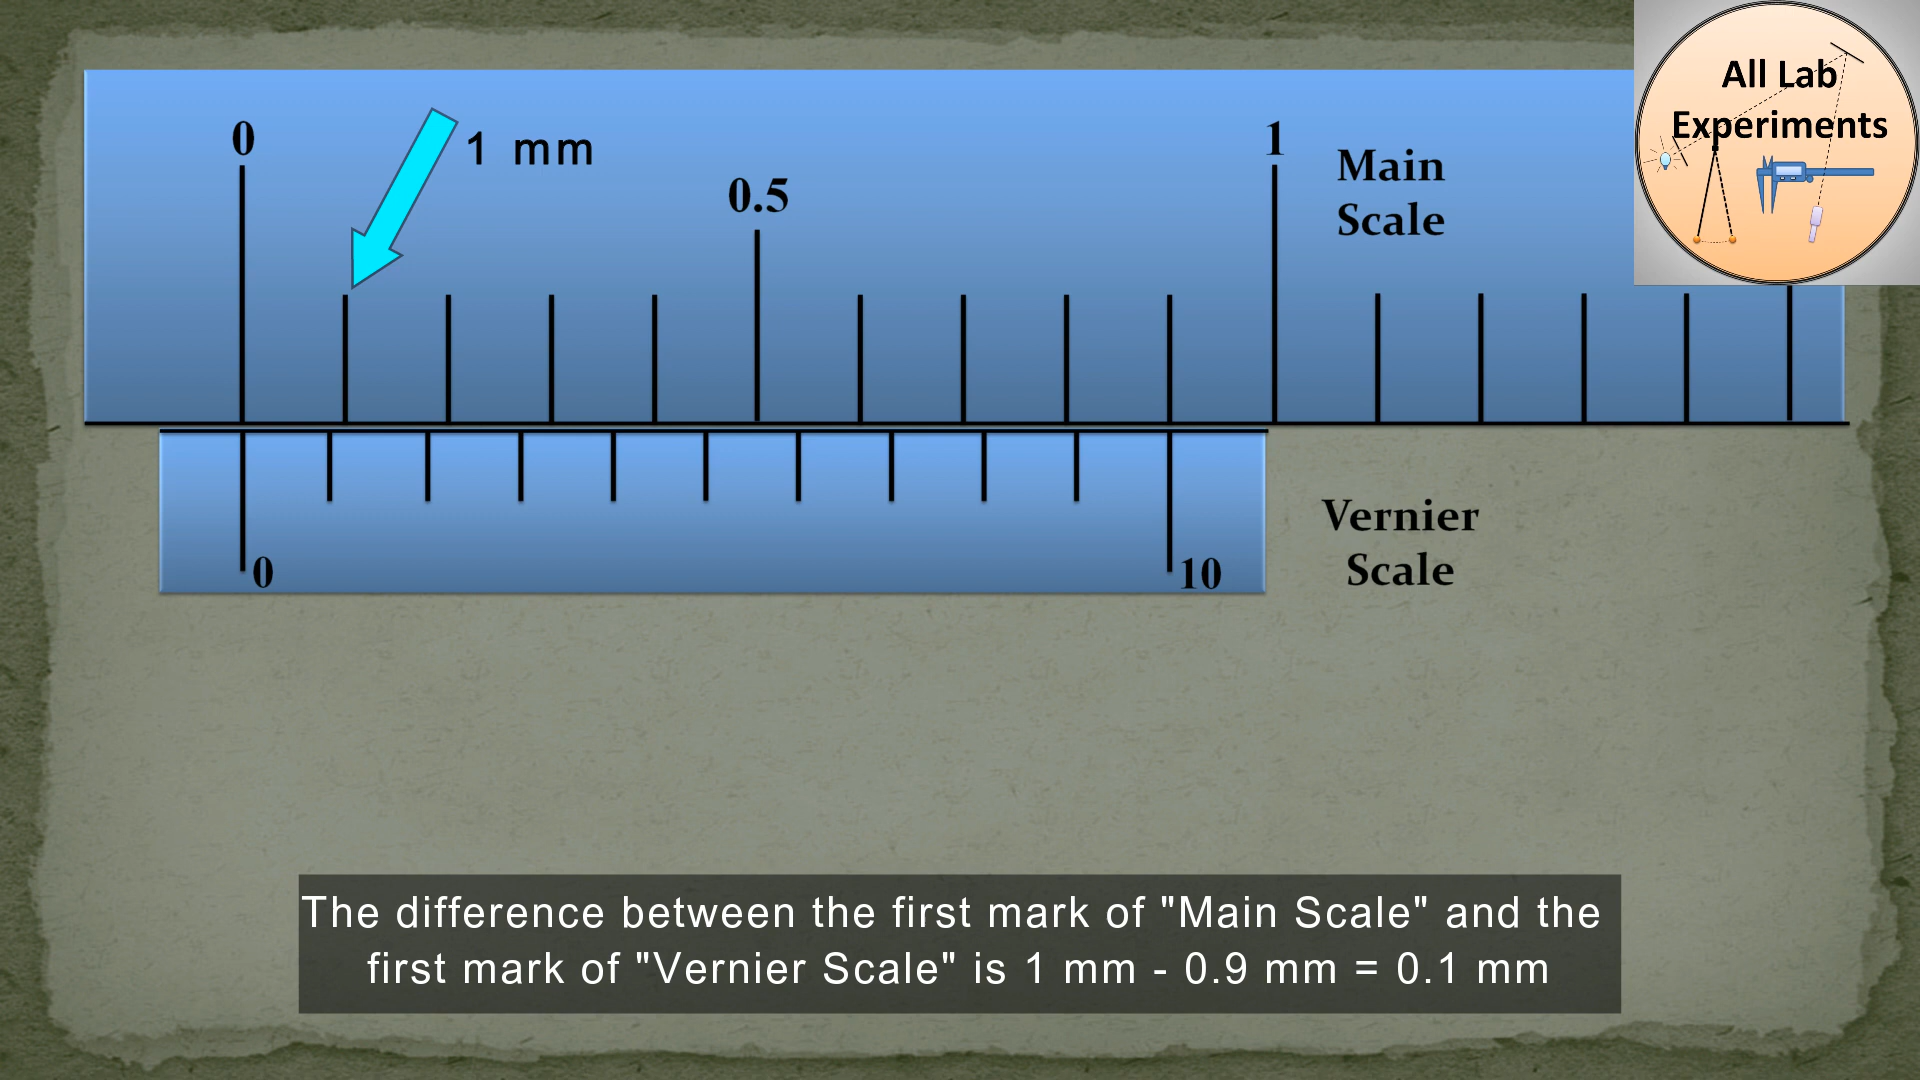 All Lab
Experiments
0
1 mm
0.5
1
Main
Scale
0
10
Vernier
Scale
The difference between the first mark of "Main Scale" and the
first mark of "Vernier Scale" is 1 mm - 0.9 mm = 0.1 mm